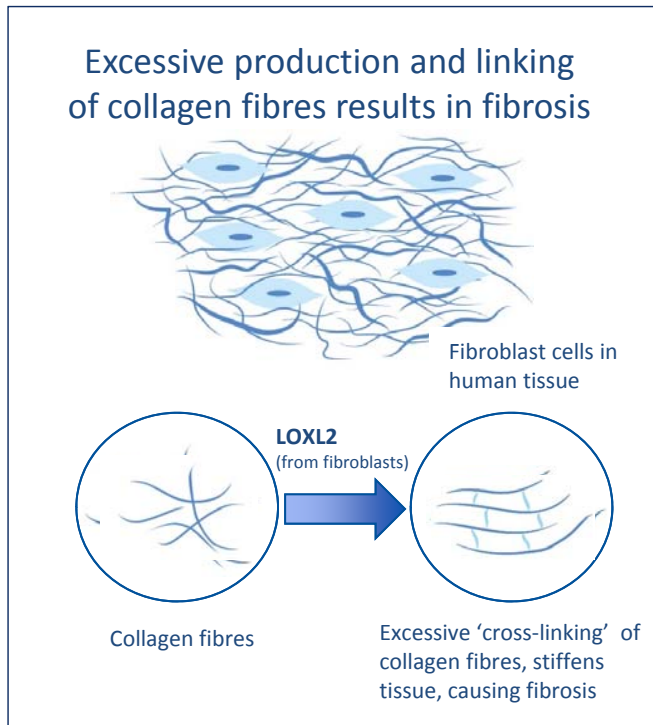 Excessive production and linking
of collagen fibres results in fibrosis
Fibroblast cells in
human tissue
LOXL2
(from fibroblasts)
Collagen fibres
Excessive ‘cross-linking’ of
collagen fibres, stiffens
tissue, causing fibrosis